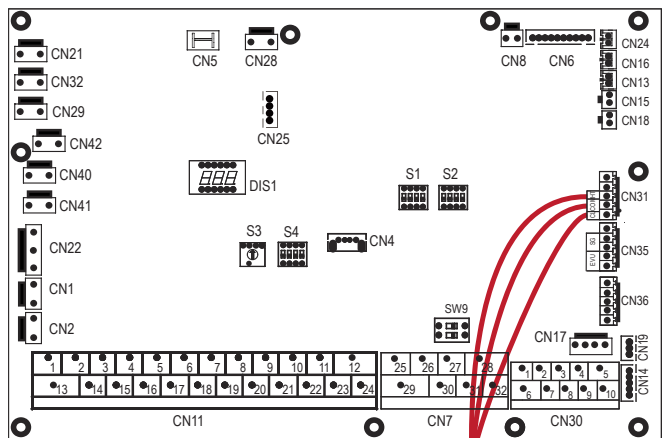 CN21
CN32
CN29
CN42
CN40
CN41
CN22
CN1
CN2
CN5
CN28
CN25
DIS1
S1 S2
S3 S4
CN4
SW9
CN8 CN6
CN24
CN16
CN13
CN15
CN18
CN31
CN35
SG
EVU
CN36
CN17
CN19
CN14
1 2 3 4 5 6 7 8 9 10 11 12
13 14 15 16 17 18 19 20 21 22 23 24
CN11
25 26 27 28
29 30 31 32
CN7
1 2 3 4 5
6 7 8 9 10
CN30